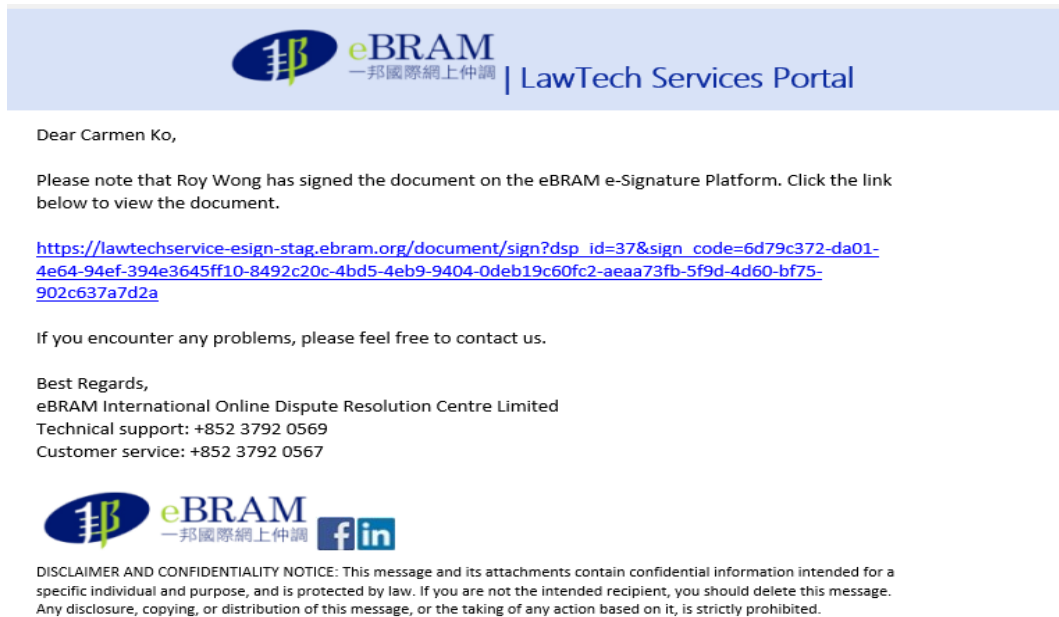 邦 eBRAM
一邦國際網上仲調 | LawTech Services Portal
Dear Carmen Ko,
Please note that Roy Wong has signed the document on the eBRAM e-Signature Platform. Click the link
below to view the document.
https://lawtechservice-esign-stag.ebram.org/document/sign?dsp_id=37&sign_code=6d79c372-da01-
4e64-94ef-394e3645ff10-8492c20c-4bd5-4eb9-9404-0deb19c60fc2-aeaa73fb-5f9d-4d60-bf75-
902c637a7d2a
If you encounter any problems, please feel free to contact us.
Best Regards,
eBRAM International Online Dispute Resolution Centre Limited
Technical support: +852 3792 0569
Customer service: +852 3792 0567
邦 eBRAM
一邦國際網上仲調 f in
DISCLAIMER AND CONFIDENTIALITY NOTICE: This message and its attachments contain confidential information intended for a
specific individual and purpose, and is protected by law. If you are not the intended recipient, you should delete this message.
Any disclosure, copying, or distribution of this message, or the taking of any action based on it, is strictly prohibited.